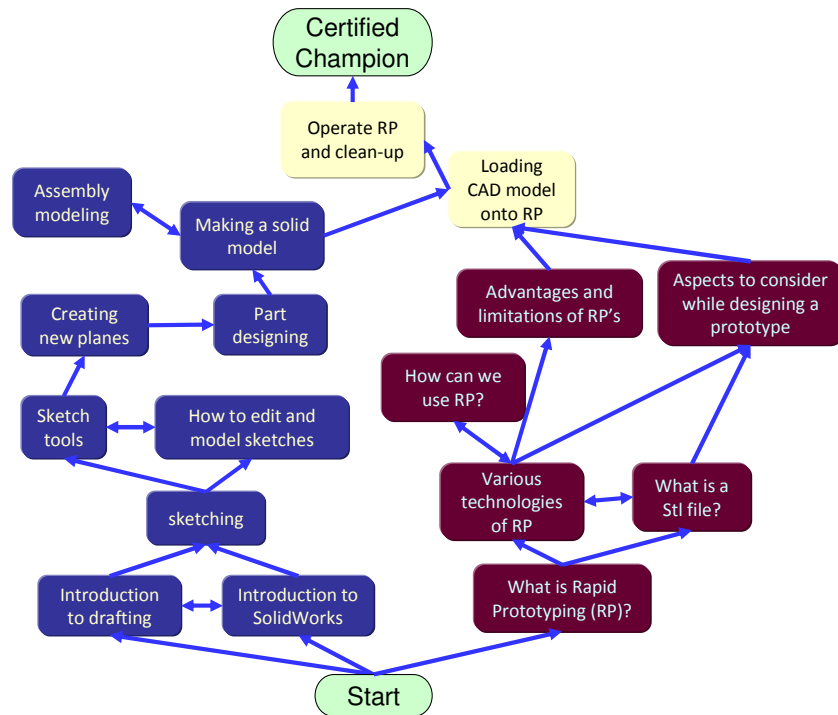 Certified
Champion
Operate RP
and clean-up
Loading
CAD model
onto RP
Assembly
modeling
Making a solid
model
Advantages and
limitations of RP's
Aspects to consider
while designing a
prototype
Creating
new planes
Part
designing
How can we
use RP?
Sketch
tools
How to edit and
model sketches
Various
technologies
of RP
What is a
Stl file?
sketching
Introduction
to drafting
Introduction to
SolidWorks
What is Rapid
Prototyping (RP)?
Start